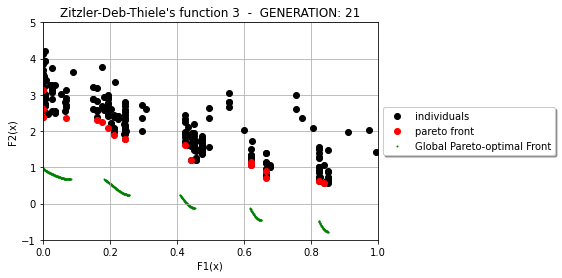 Zitzler-Deb-Thiele's function 3 - GENERATION: 21
5
4
3
2
1
0
-1
F2(x)
0.0 0.2 0.4 0.6 0.8 1.0
F1(x)
individuals
pareto front
Global Pareto-optimal Front